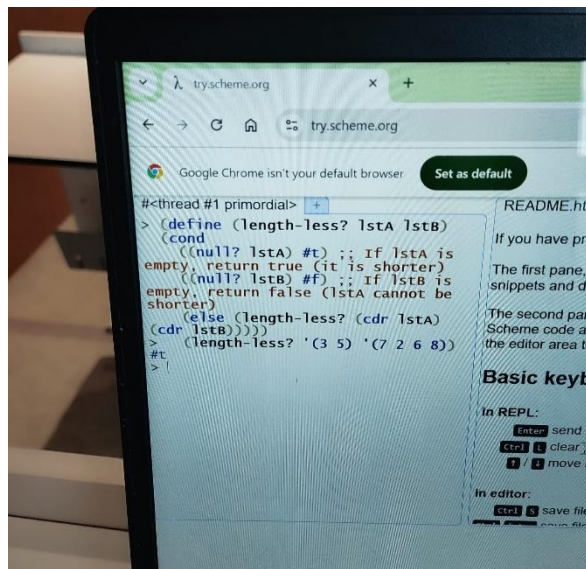 try.scheme.org
try.scheme.org
Google Chrome isn't your default browser
Set as default
#<thread #1 primordial> +
> (define (length-less? lstA lstB)
(cond
((null? lstA) #t) ;; If lstA is
empty, return true (it is shorter)
((null? lstB) #f) ;; If lstB is
empty, return false (lstA cannot be
shorter)
(else (length-less? (cdr lstA)
(cdr lstB)))))
> (length-less? '(3 5) '(7 2 6 8))
#t
>
README.ht
If you have pr
The first pane,
snippets and d
The second pa
Scheme code a
the editor area t
Basic keyb
In REPL:
Enter send
Ctrl L clear
↑ / ↓ move
In editor:
Ctrl S save file